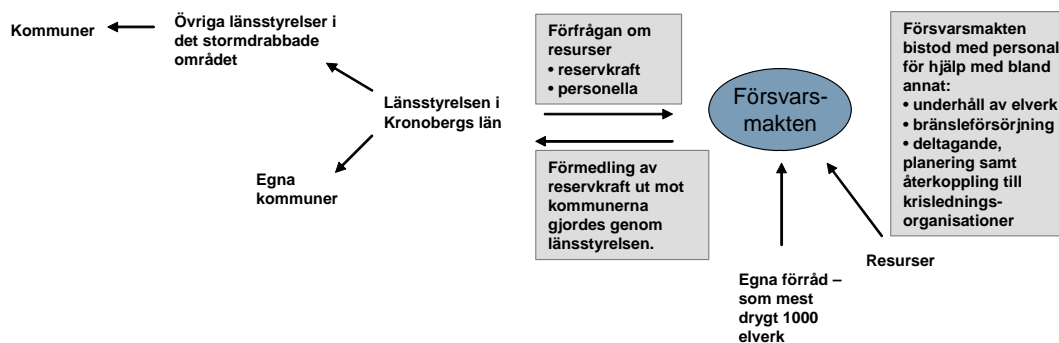 Kommuner
Övriga länsstyrelser i
det stormdrabbade
området
Länsstyrelsen i
Kronobergs län
Egna
kommuner
Förfrågan om
resurser
• reservkraft
• personella
Förmedling av
reservkraft ut mot
kommunerna
gjordes genom
länsstyrelsen.
Försvars-
makten
Egna förråd –
som mest
drygt 1000
elverk
Resurser
Försvarsmakten
bistod med personal
för hjälp med bland
annat:
• underhåll av elverk
• bränsleförsörjning
• deltagande,
planering samt
återkoppling till
krislednings-
organisationer